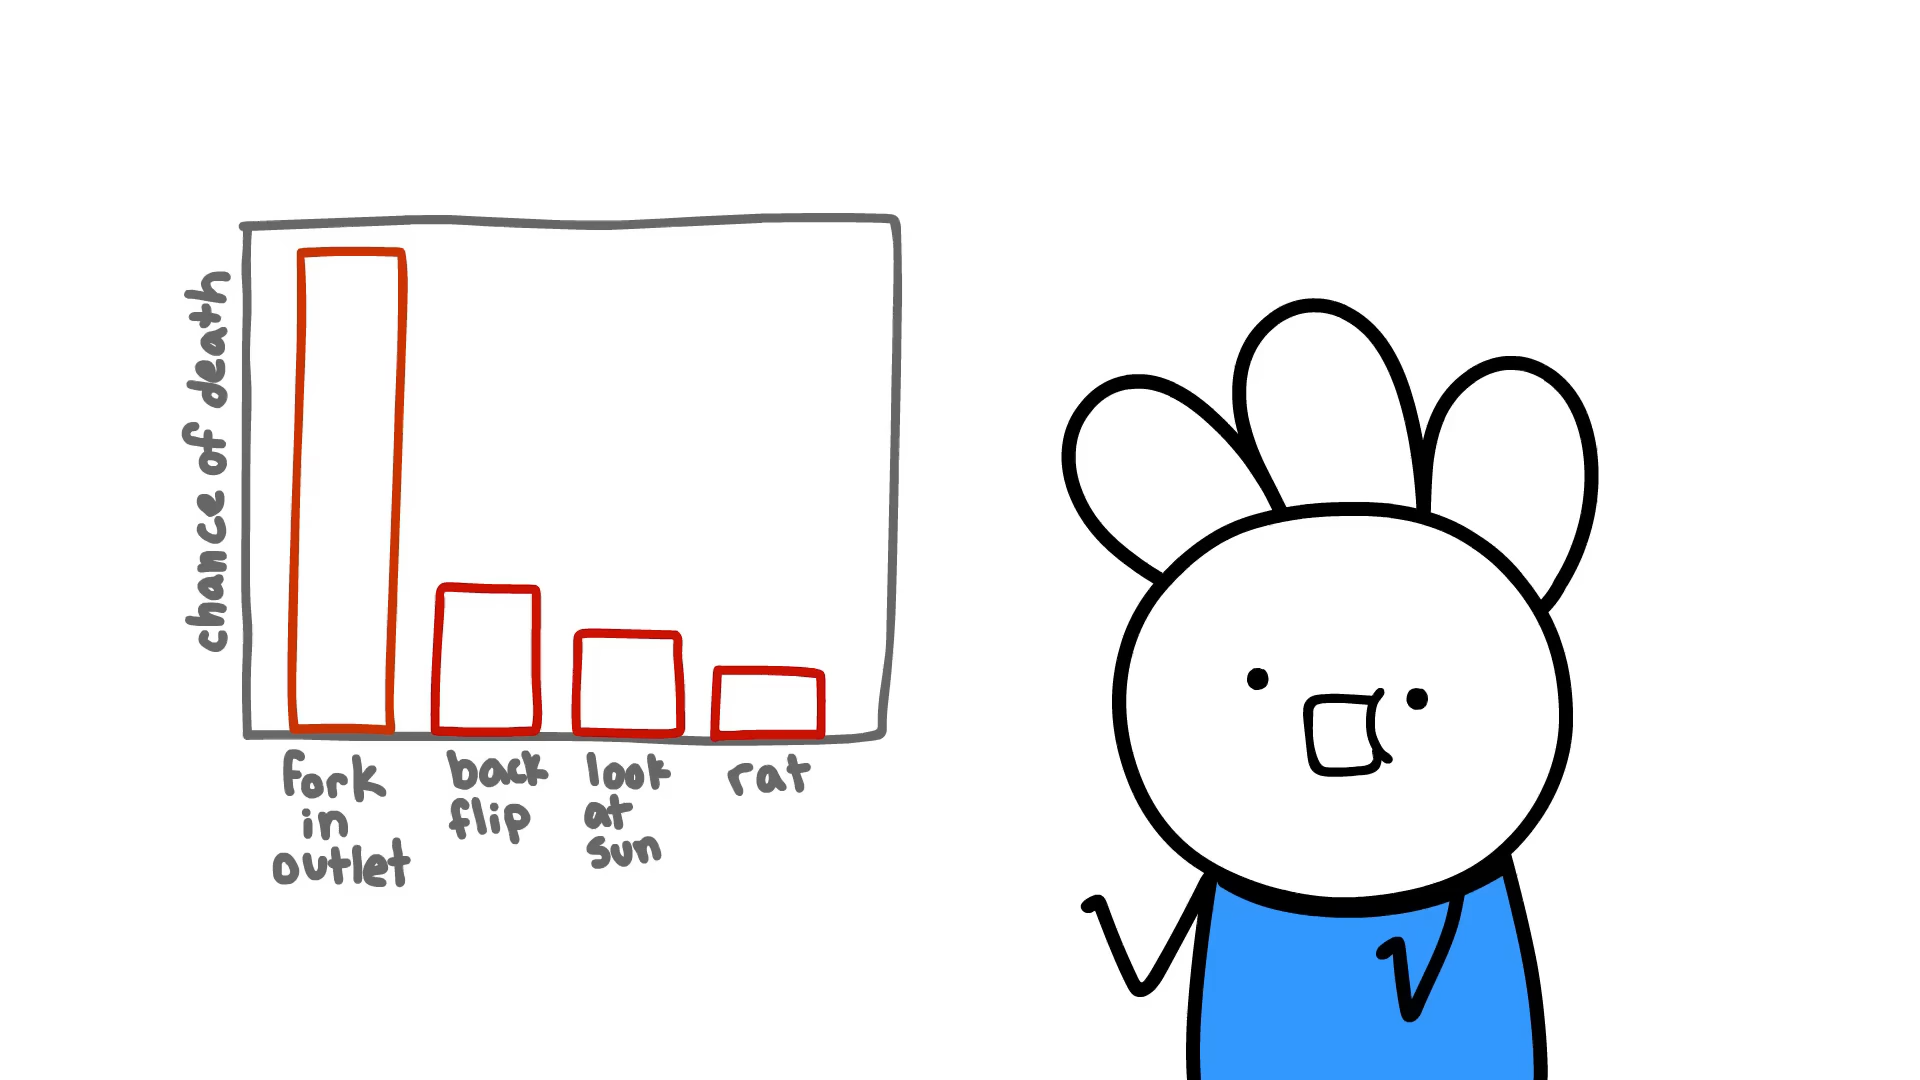 chance of death
fork
in
outlet
back
flip
look
at
sun
rat